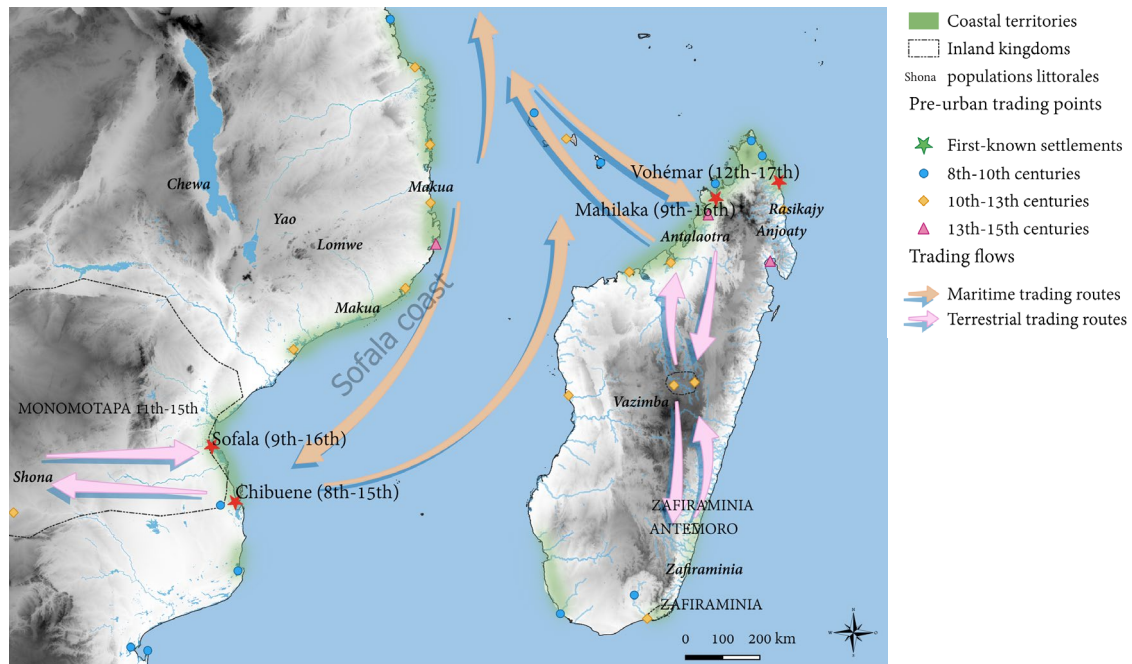 Chewa
Makua
Yao
Lomwe
Makua
Sofala coast
MONOMOTAPA 11th-15th
Sofala (9th-16th)
Shona
Chibuene (8th-15th)
Vohémar (12th-17th)
Mahilaka (9th-16th)
Rasikajy
Anjoaty
Antalaotra
Vazimba
ZAFIRAMINIA
ANTEMORO
Zafiraminia
ZAFIRAMINIA
0 100 200 km
Coastal territories
Inland kingdoms
Shona populations littorales
Pre-urban trading points
First-known settlements
8th-10th centuries
10th-13th centuries
13th-15th centuries
Trading flows
Maritime trading routes
Terrestrial trading routes